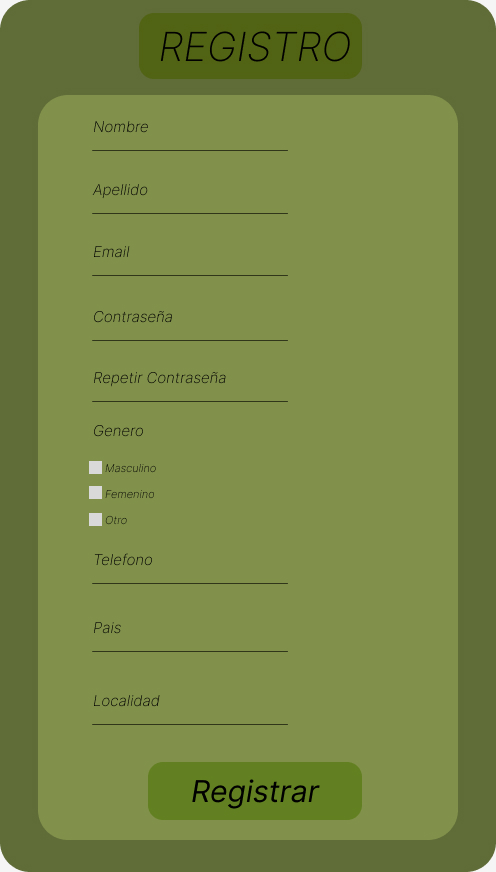 REGISTRO
Nombre
Apellido
Email
Contraseña
Repetir Contraseña
Genero
Masculino
Femenino
Otro
Telefono
Pais
Localidad
Registrar